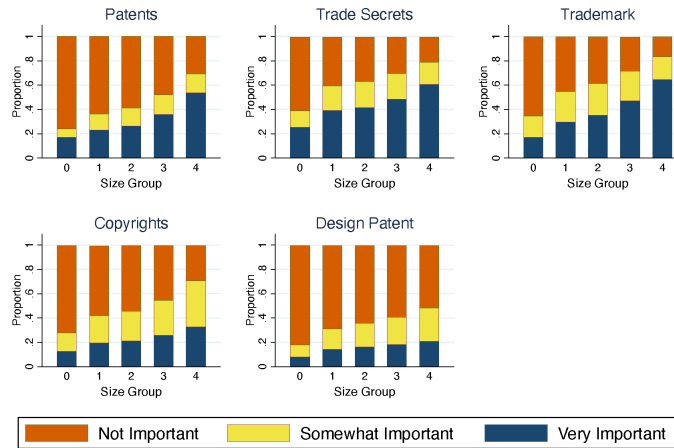 Patents
Trade Secrets
Trademark
Proportion
0 .2 .4 .6 .8 1
0 1 2 3 4
Size Group
Proportion
0 .2 .4 .6 .8 1
0 1 2 3 4
Size Group
Proportion
0 .2 .4 .6 .8 1
0 1 2 3 4
Size Group
Copyrights
Design Patent
Proportion
0 .2 .4 .6 .8 1
0 1 2 3 4
Size Group
Proportion
0 .2 .4 .6 .8 1
0 1 2 3 4
Size Group
Not Important
Somewhat Important
Very Important